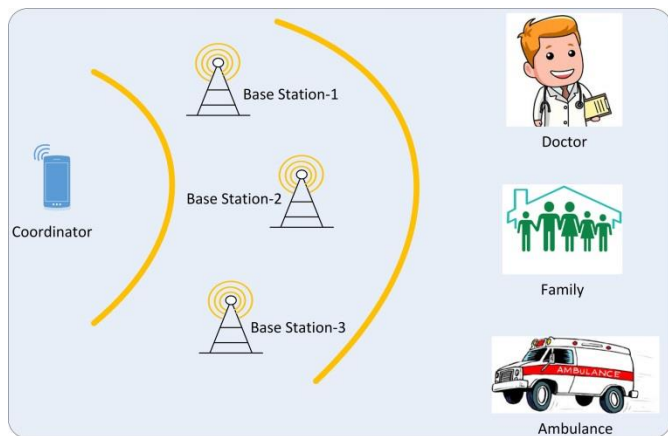 Base Station-1
Doctor
Base Station-2
Coordinator
Family
Base Station-3
AMBULANCE
Ambulance